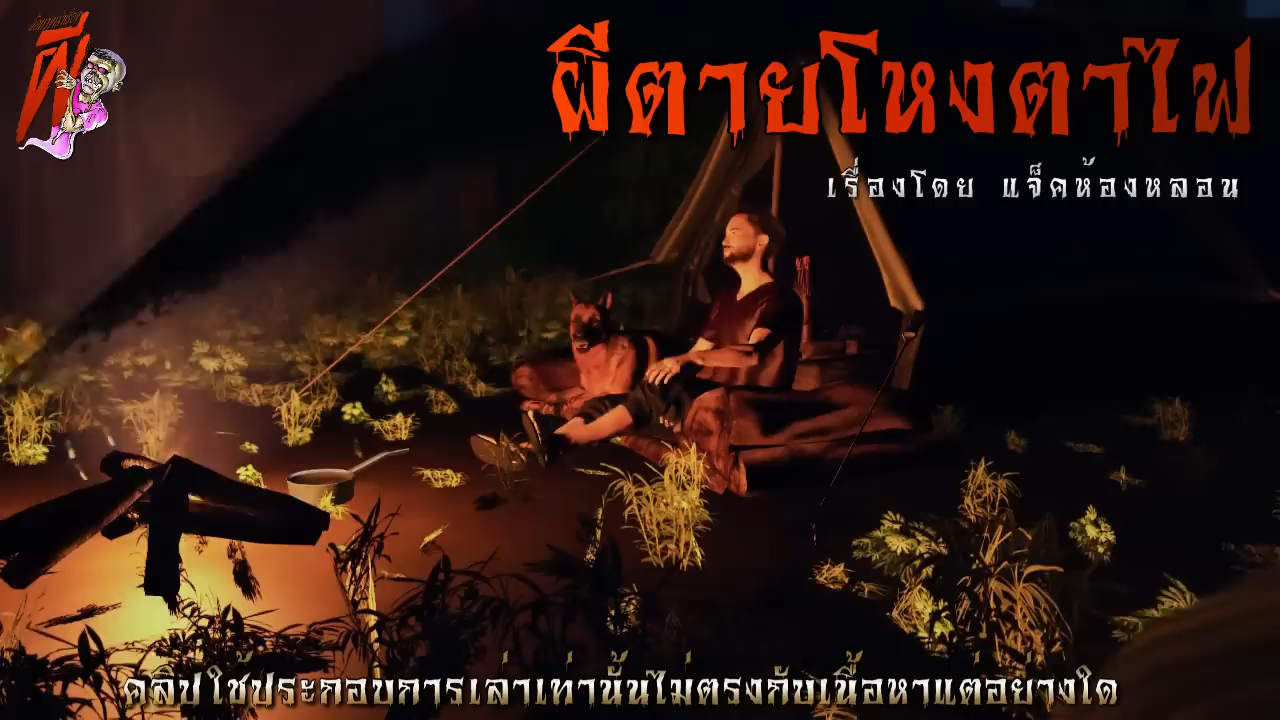 ผี
ผีตายโหงตาไฟ
เรื่องโดย แจ็คห้องหลอน
คลิปใช้ประกอบการเล่าเท่านั้นไม่ตรงกับเนื้อหาแต่อย่างใด